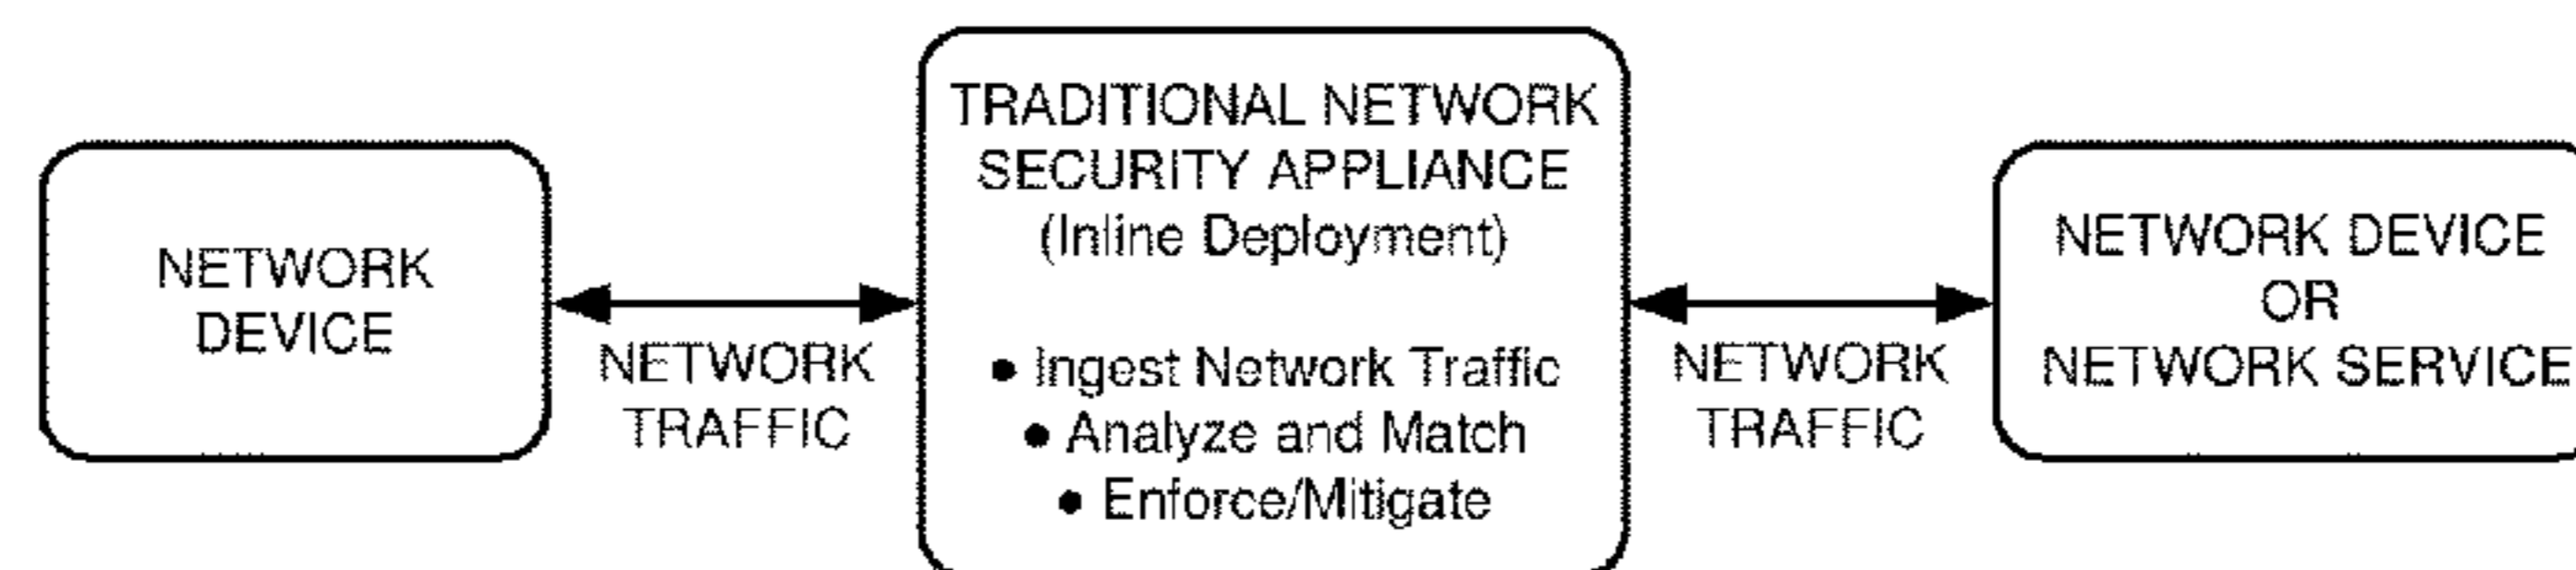 NETWORK
DEVICE
NETWORK
TRAFFIC
TRADITIONAL NETWORK
SECURITY APPLIANCE
(Inline Deployment)
● Ingest Network Traffic
● Analyze and Match
● Enforce/Mitigate
NETWORK
TRAFFIC
NETWORK DEVICE
OR
NETWORK SERVICE